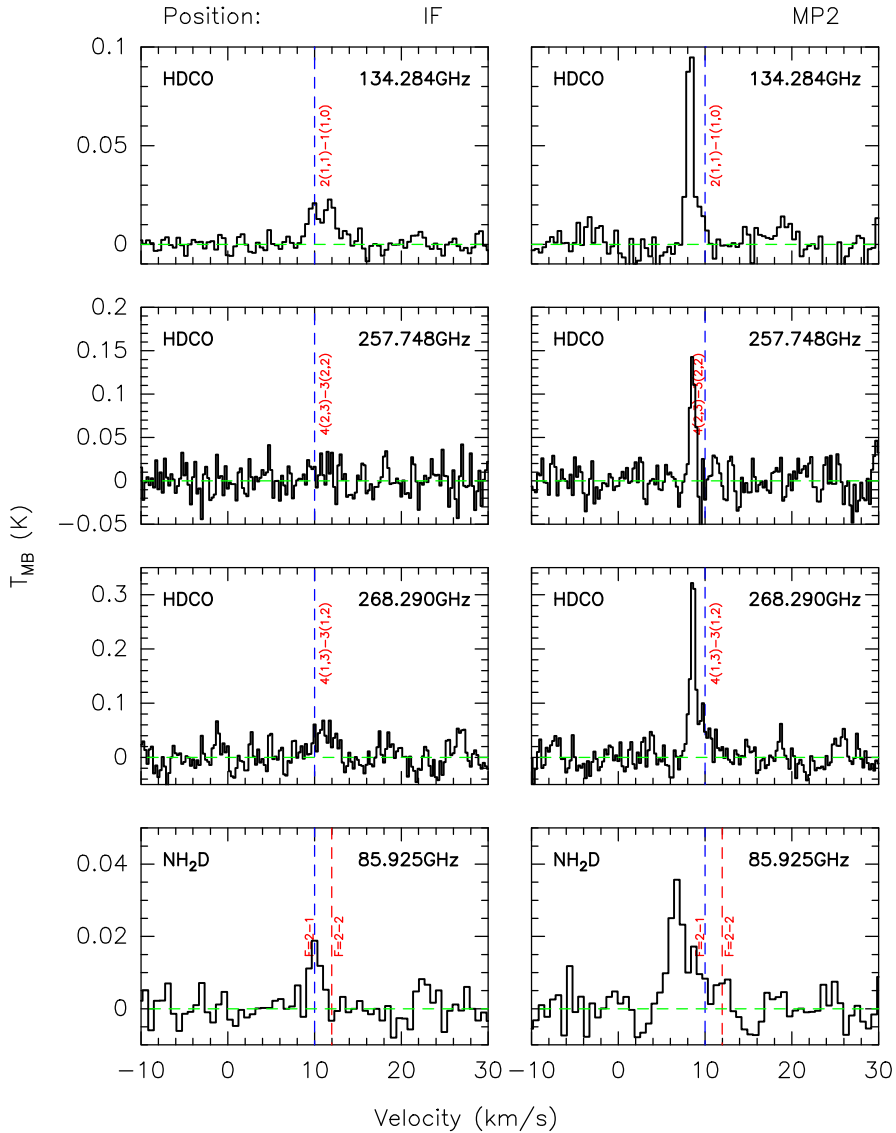 Position: IF MP2
0.1
0.05
0
HDCO 134.284GHz
2(1,1)-1(1,0)
HDCO 134.284GHz
2(1,1)-1(1,0)
0.2
0.15
0.1
0.05
0
-0.05
HDCO 257.748GHz
4(2,3)-3(2,2)
HDCO 257.748GHz
4(2,3)-3(2,2)
T_MB (K)
0.3
0.2
0.1
0
HDCO 268.290GHz
4(1,3)-3(1,2)
HDCO 268.290GHz
4(1,3)-3(1,2)
0.04
0.02
0
NH₂D 85.925GHz
F=2-1
F=2-2
NH₂D 85.925GHz
F=2-1
F=2-2
-10 0 10 20 30
-10 0 10 20 30
Velocity (km/s)